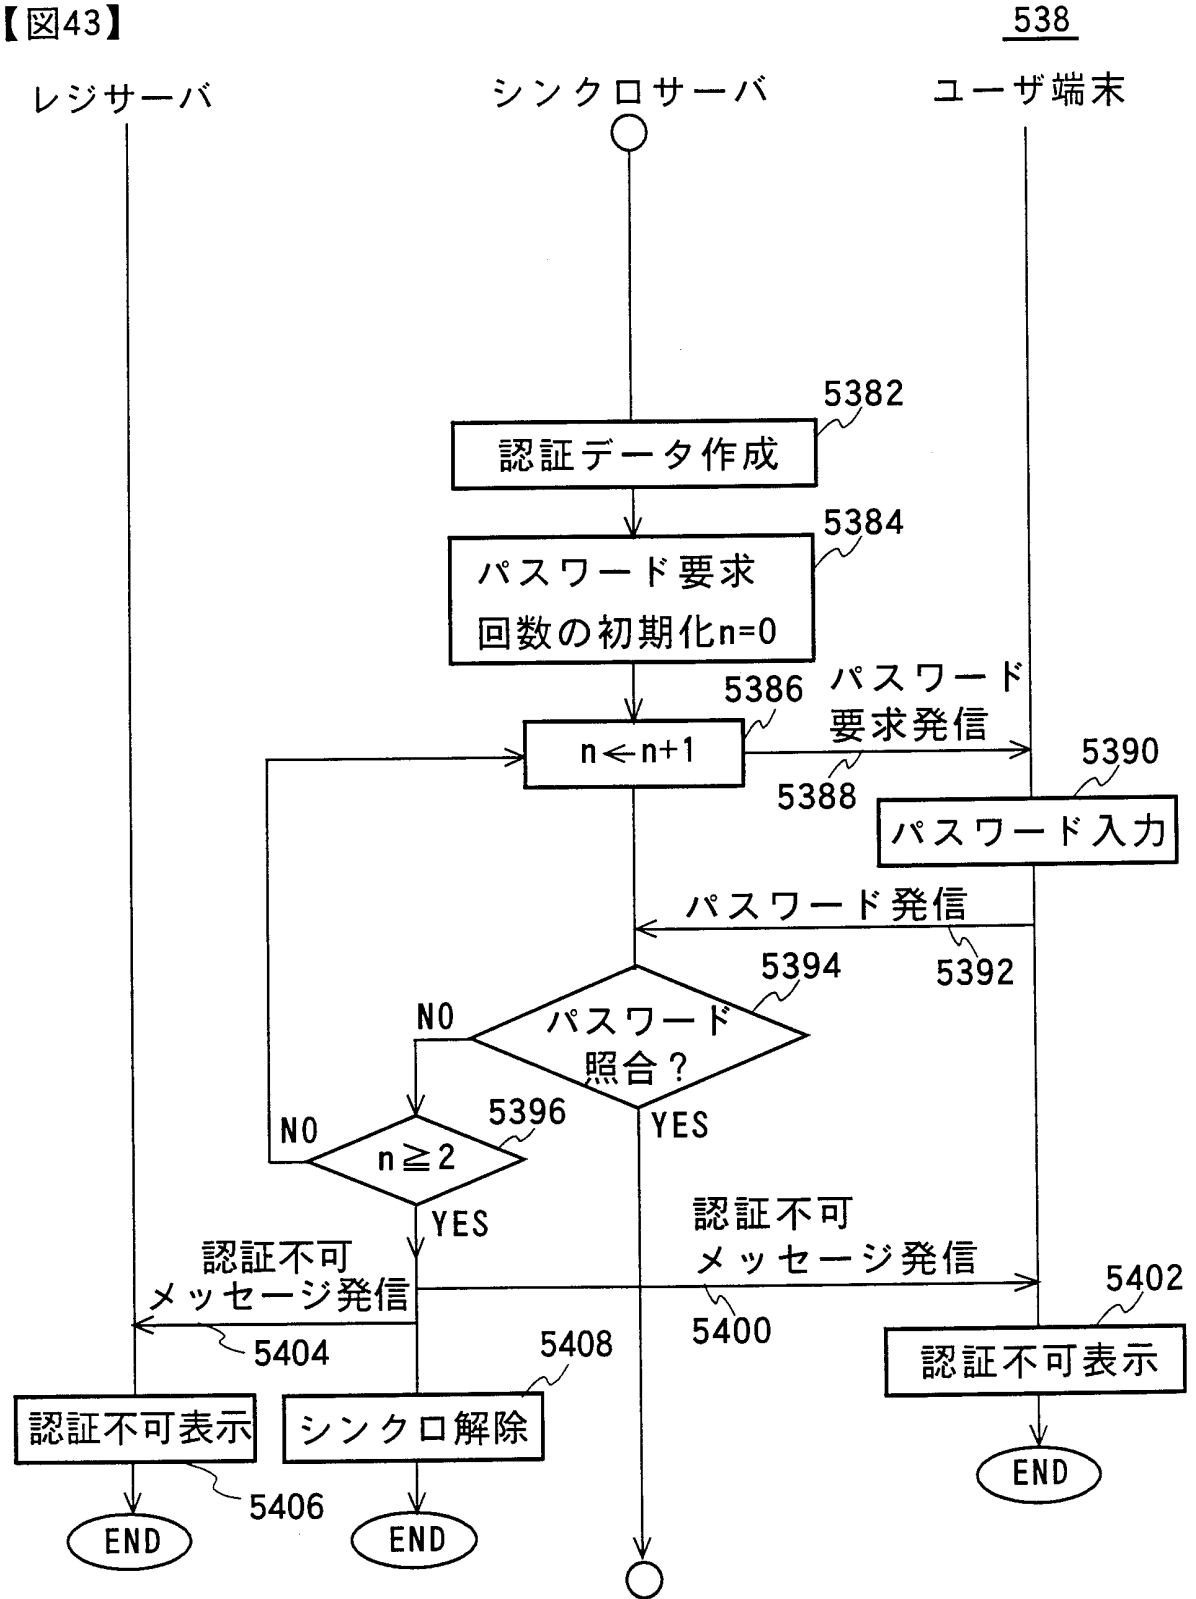 【図43】
538
レジサーバ
シンクロサーバ
ユーザ端末
5382
認証データ作成
5384
パスワード要求
回数の初期化n=0
5386
パスワード
要求発信
n←n+1
5388
5390
パスワード入力
パスワード発信
5392
5394
NO
パスワード
照合?
YES
5396
NO
n≧2
YES
認証不可
メッセージ発信
5400
認証不可
メッセージ発信
5404
5402
認証不可表示
END
5408
シンクロ解除
END
認証不可表示
5406
END